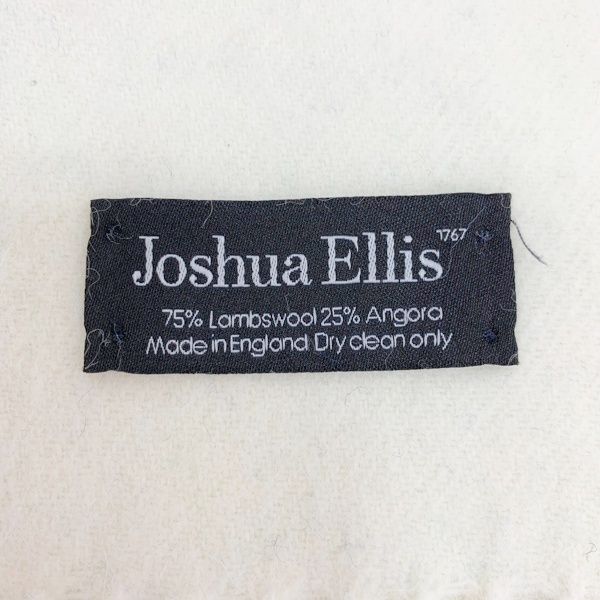 Joshua Ellis 1767
75% Lambswool 25% Angora
Made in England Dry clean only